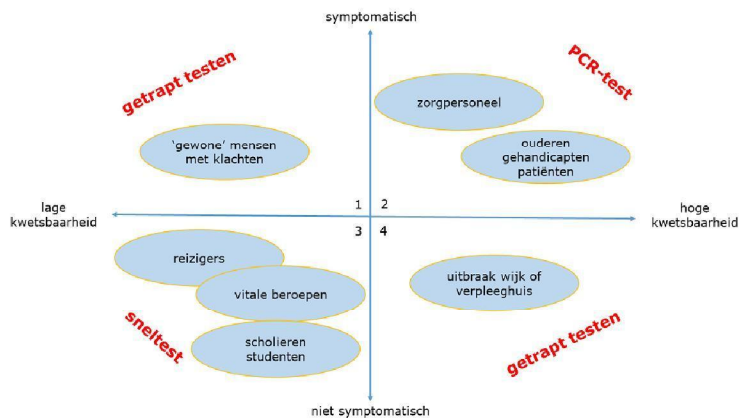 symptomatisch
getrapt testen
PCR-test
zorgpersoneel
‘gewone’ mensen
met klachten
ouderen
gehandicapten
patiënten
lage
kwetsbaarheid
1 2
3 4
hoge
kwetsbaarheid
reizigers
vitale beroepen
scholieren
studenten
uitbraak wijk of
verpleeghuis
sneltest
getrapt testen
niet symptomatisch